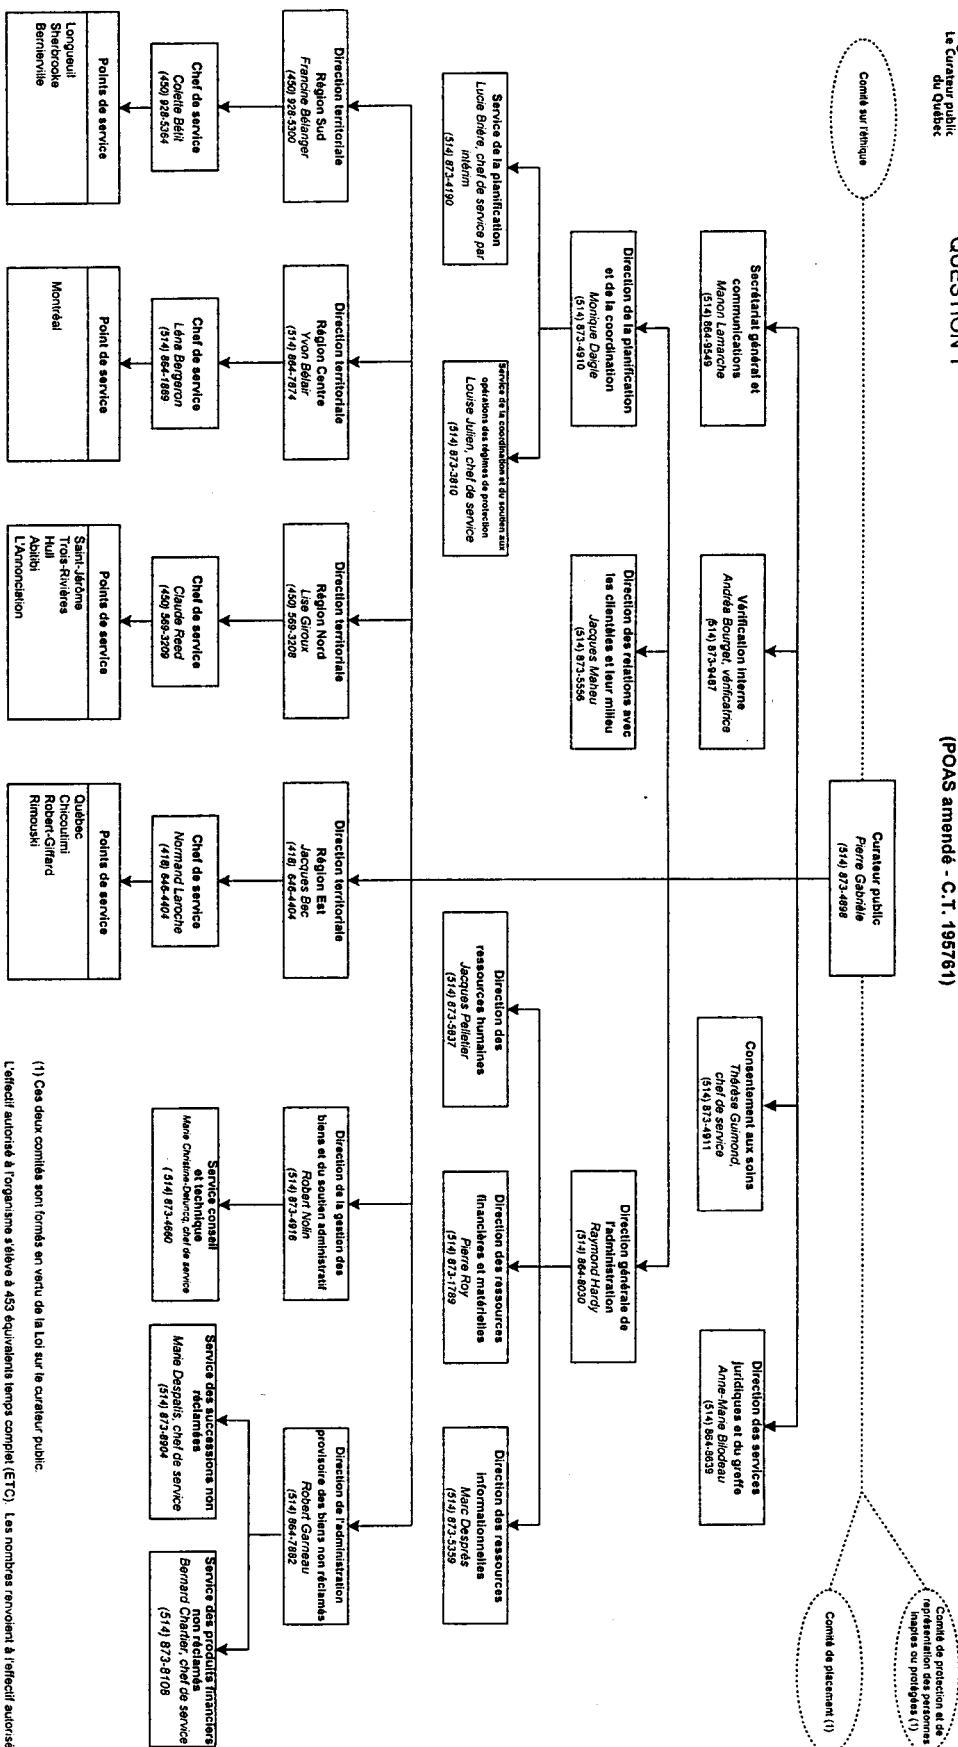 Le Curateur public
du Québec
QUESTION 1
(POAS amendé - C.T. 195761)
Comité sur l'éthique
Curateur public
Pierre Gabrièle
(514) 873-4898
Comité de protection et de
représentation des personnes
inaptes ou protégées (1)
Comité de placement (1)
Secrétariat général et
communications
Manon Lamarche
(514) 864-9549
Vérification interne
Andréa Bourget, vérificatrice
(514) 873-9487
Consentement aux soins
Thérèse Guimond,
chef de service
(514) 873-4911
Direction des services
juridiques et du greffe
Anne-Marie Bilodeau
(514) 864-8639
Direction de la planification
et de la coordination
Monique Daigle
(514) 873-4910
Direction des relations avec
les clientèles et leur milieu
Jacques Maheu
(514) 873-5556
Direction générale de
l'administration
Raymond Hardy
(514) 864-8030
Service de la planification
Lucie Brière, chef de service par
intérim
(514) 873-4190
Service de la coordination et du soutien aux
opérations des régimes de protection
Louise Julien, chef de service
(514) 873-3810
Direction des
ressources humaines
Jacques Pelletier
(514) 873-5837
Direction des ressources
financières et matérielles
Pierre Roy
(514) 873-1789
Direction des ressources
informationnelles
Marc Després
(514) 873-5359
Direction territoriale
Région Sud
Francine Bélanger
(450) 928-5300
Direction territoriale
Région Centre
Yvon Bélair
(514) 864-7874
Direction territoriale
Région Nord
Lise Giroux
(450) 569-3208
Direction territoriale
Région Est
Jacques Bec
(418) 646-4404
Direction de la gestion des
biens et du soutien administratif
Robert Nolin
(514) 873-4916
Direction de l'administration
provisoire des biens non réclamés
Robert Garneau
(514) 864-7882
Chef de service
Colette Bétit
(450) 928-5364
Chef de service
Léna Bergeron
(514) 864-1869
Chef de service
Claude Reed
(450) 569-3209
Chef de service
Normand Laroche
(418) 646-4404
Service conseil
et technique
Marie Christine-Deluncq, chef de service
(514) 873-4660
Service des successions non
réclamées
Marie Despatis, chef de service
(514) 873-8904
Service des produits financiers
non réclamés
Bernard Chartier, chef de service
(514) 873-8108
Points de service
Longueuil
Sherbrooke
Bernierville
Point de service
Montréal
Points de service
Saint-Jérôme
Trois-Rivières
Hull
Abitibi
L'Annonciation
Points de service
Québec
Chicoutimi
Robert-Giffard
Rimouski
(1) Ces deux comités sont formés en vertu de la Loi sur le curateur public.
L'effectif autorisé à l'organisme s'élève à 453 équivalents temps complet (ETC). Les nombres renvoient à l'effectif autorisé